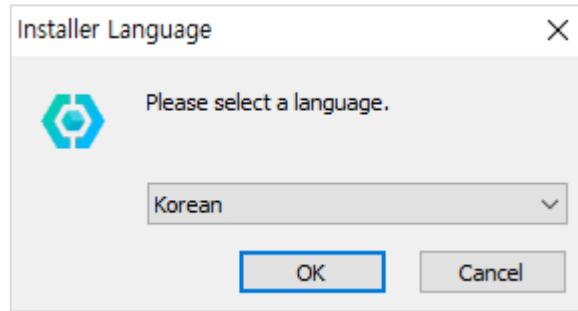 Installer Language
Please select a language.
Korean
OK
Cancel